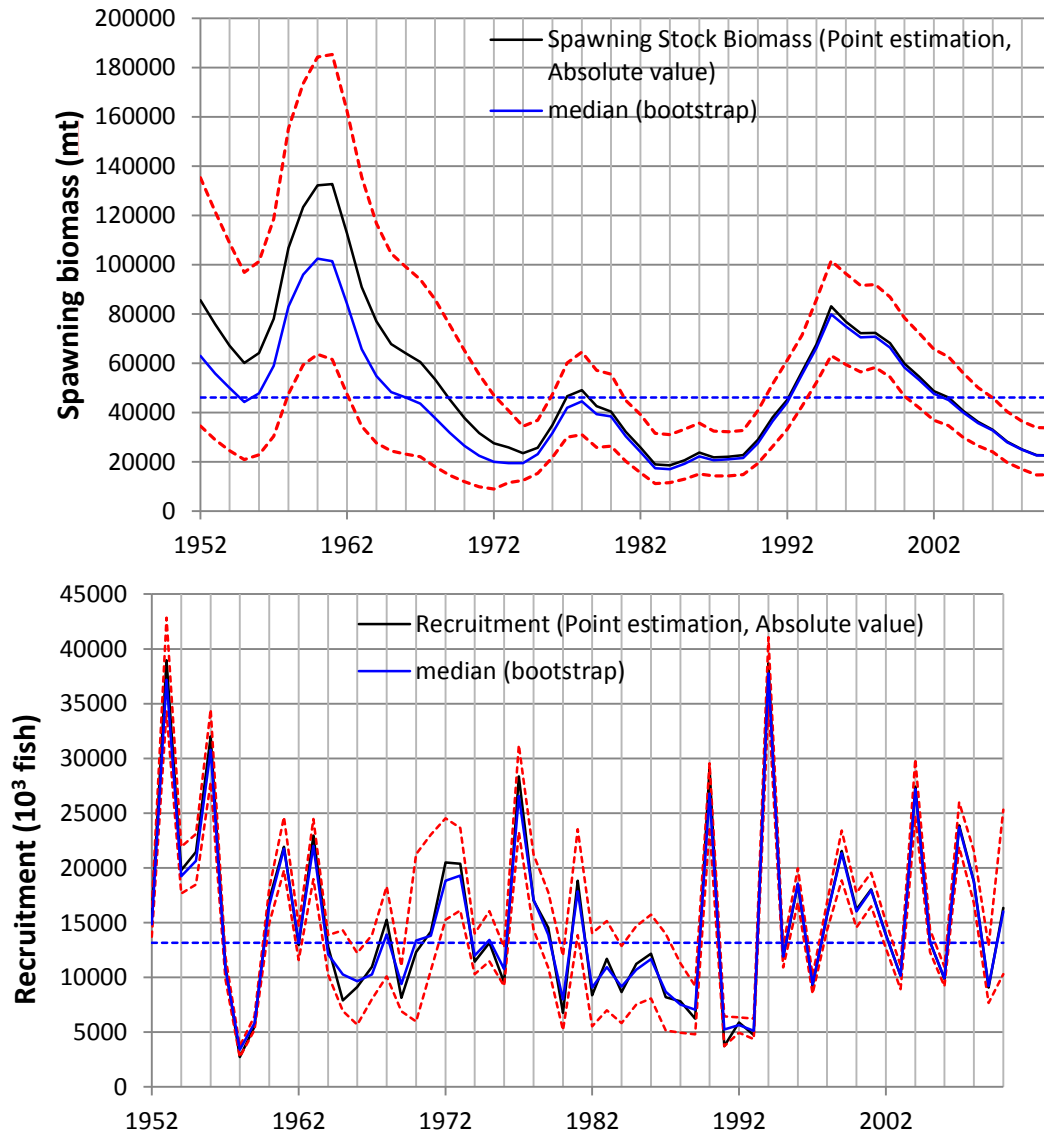 200000
180000
160000
140000
120000
100000
80000
60000
40000
20000
0
Spawning biomass (mt)
Spawning Stock Biomass (Point estimation,
Absolute value)
median (bootstrap)
1952 1962 1972 1982 1992 2002
45000
40000
35000
30000
25000
20000
15000
10000
5000
0
Recruitment (10³ fish)
Recruitment (Point estimation, Absolute value)
median (bootstrap)
1952 1962 1972 1982 1992 2002